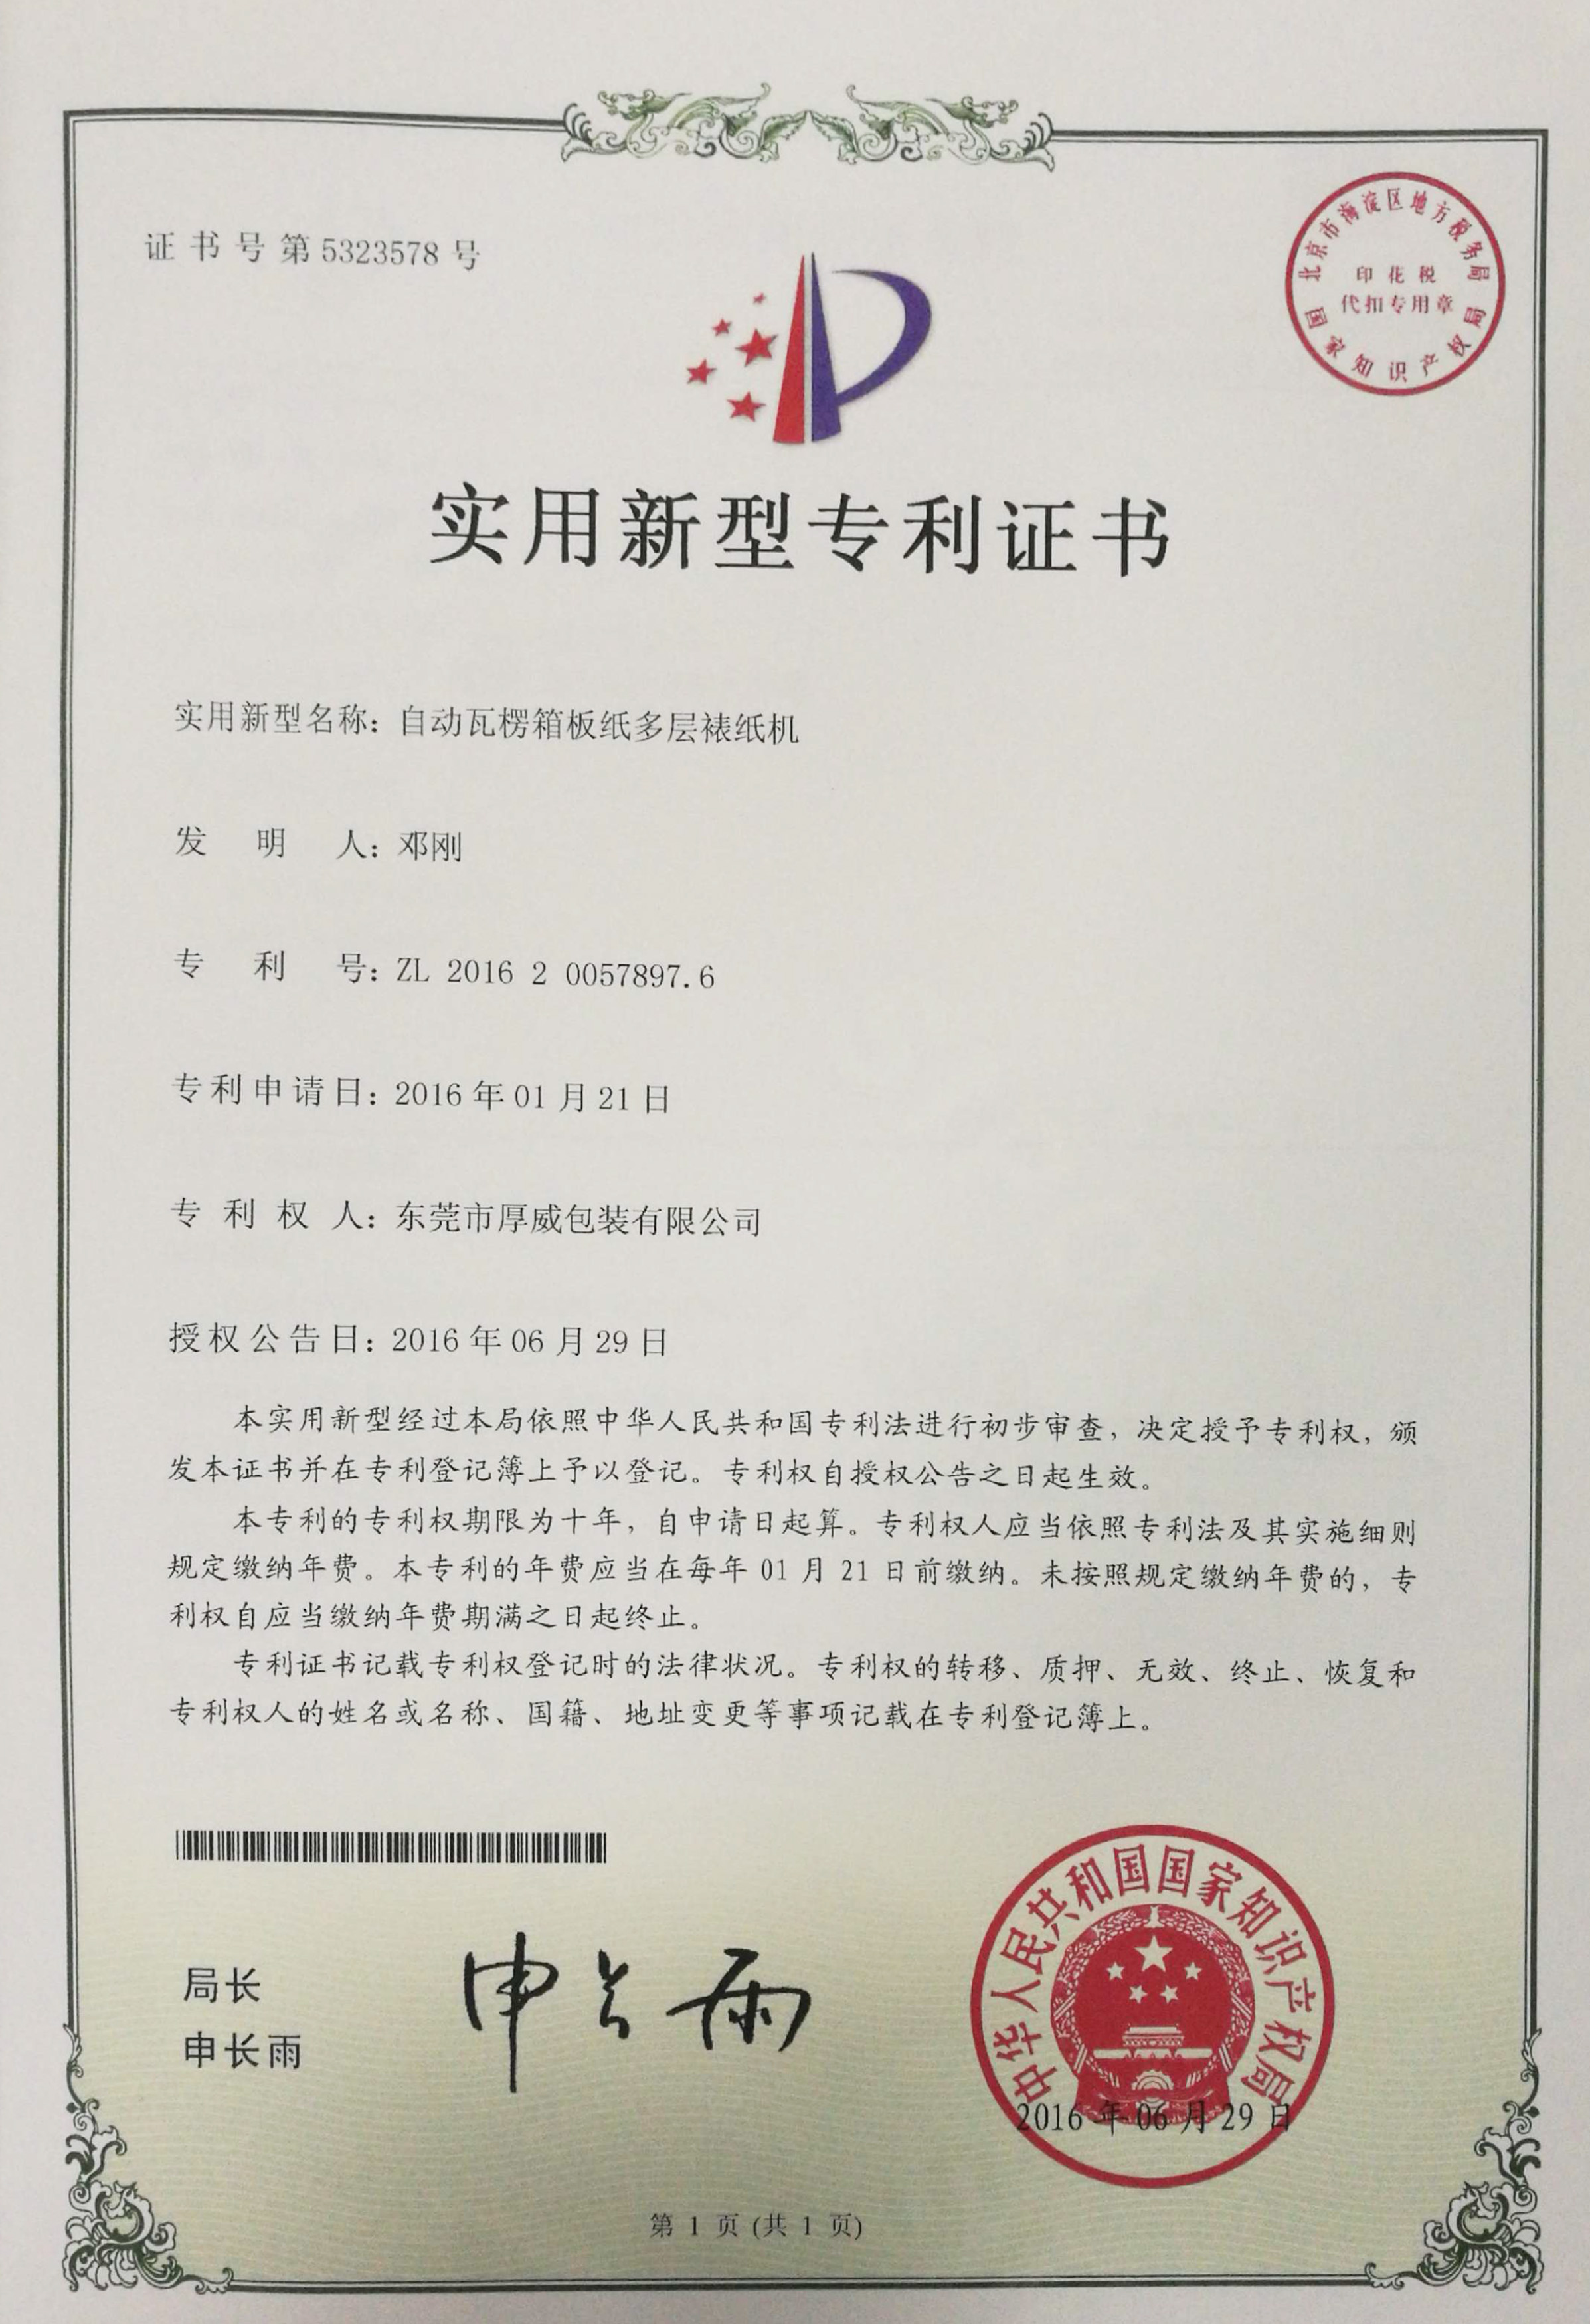 证书号第5323578号
北京市海淀区地方税务局
印花税
代扣专用章
国家知识产权局
实用新型专利证书
实用新型名称：自动瓦楞箱板纸多层裱纸机
发明人：邓刚
专利号：ZL 2016 2 0057897.6
专利申请日：2016年01月21日
专利权人：东莞市厚威包装有限公司
授权公告日：2016年06月29日
本实用新型经过本局依照中华人民共和国专利法进行初步审查，决定授予专利权，颁
发本证书并在专利登记簿上予以登记。专利权自授权公告之日起生效。
本专利的专利权期限为十年，自申请日起算。专利权人应当依照专利法及其实施细则
规定缴纳年费。本专利的年费应当在每年01月21日前缴纳。未按照规定缴纳年费的，专
利权自应当缴纳年费期满之日起终止。
专利证书记载专利权登记时的法律状况。专利权的转移、质押、无效、终止、恢复和
专利权人的姓名或名称、国籍、地址变更等事项记载在专利登记簿上。
局长
申长雨
申长雨
中华人民共和国国家知识产权局
2016年06月29日
第1页(共1页)